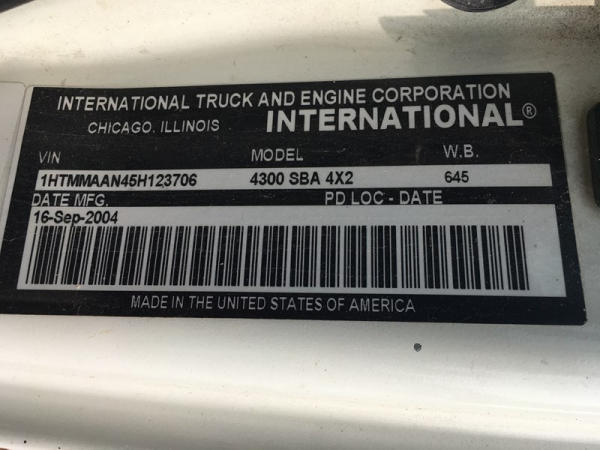 INTERNATIONAL TRUCK AND ENGINE CORPORATION
CHICAGO, ILLINOIS INTERNATIONAL®
VIN MODEL W.B.
1HTMMAAN45H123706 4300 SBA 4X2 645
DATE MFG. PD LOC - DATE
16-Sep-2004
MADE IN THE UNITED STATES OF AMERICA